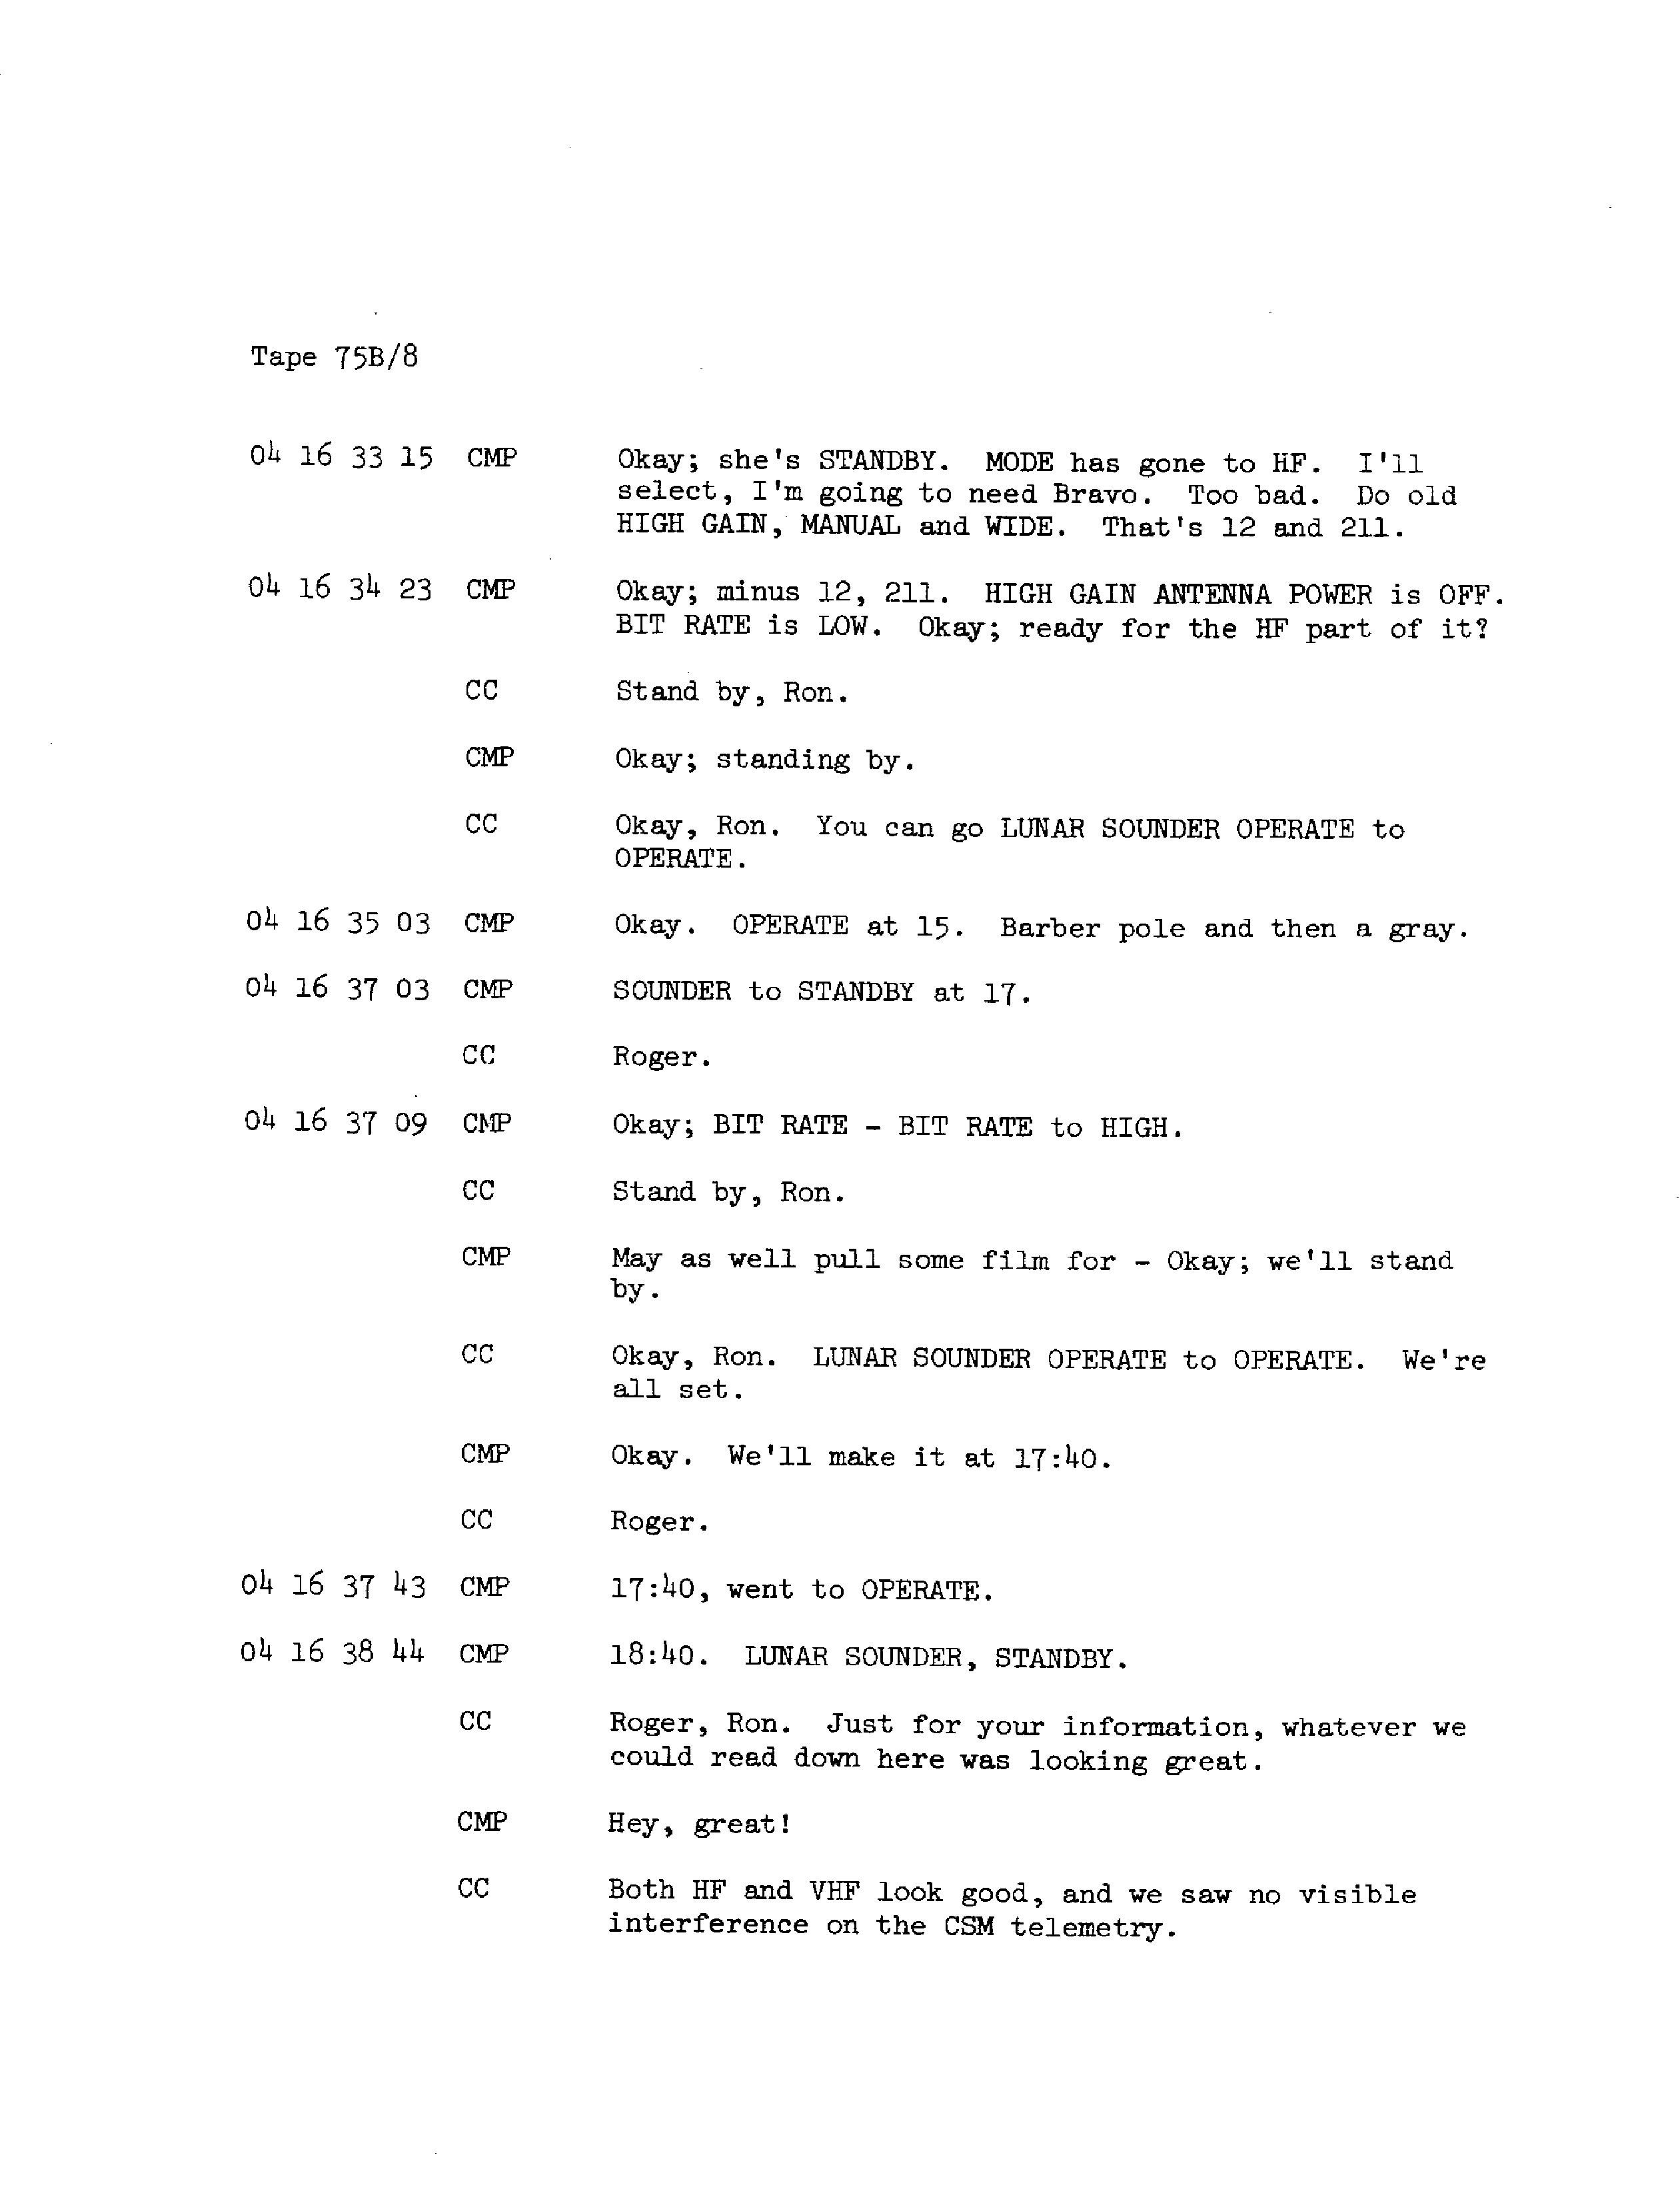 Tape 75B/8
04 16 33 15 CMP Okay; she's STANDBY. MODE has gone to HF. I'll
select, I'm going to need Bravo. Too bad. Do old
HIGH GAIN, MANUAL and WIDE. That's 12 and 211.
04 16 34 23 CMP Okay; minus 12, 211. HIGH GAIN ANTENNA POWER is OFF.
BIT RATE is LOW. Okay; ready for the HF part of it?
CC Stand by, Ron.
CMP Okay; standing by.
CC Okay, Ron. You can go LUNAR SOUNDER OPERATE to
OPERATE.
04 16 35 03 CMP Okay. OPERATE at 15. Barber pole and then a gray.
04 16 37 03 CMP SOUNDER to STANDBY at 17.
CC Roger.
04 16 37 09 CMP Okay; BIT RATE - BIT RATE to HIGH.
CC Stand by, Ron.
CMP May as well pull some film for - Okay; we'll stand
by.
CC Okay, Ron. LUNAR SOUNDER OPERATE to OPERATE. We're
all set.
CMP Okay. We'll make it at 17:40.
CC Roger.
04 16 37 43 CMP 17:40, went to OPERATE.
04 16 38 44 CMP 18:40. LUNAR SOUNDER, STANDBY.
CC Roger, Ron. Just for your information, whatever we
could read down here was looking great.
CMP Hey, great!
CC Both HF and VHF look good, and we saw no visible
interference on the CSM telemetry.